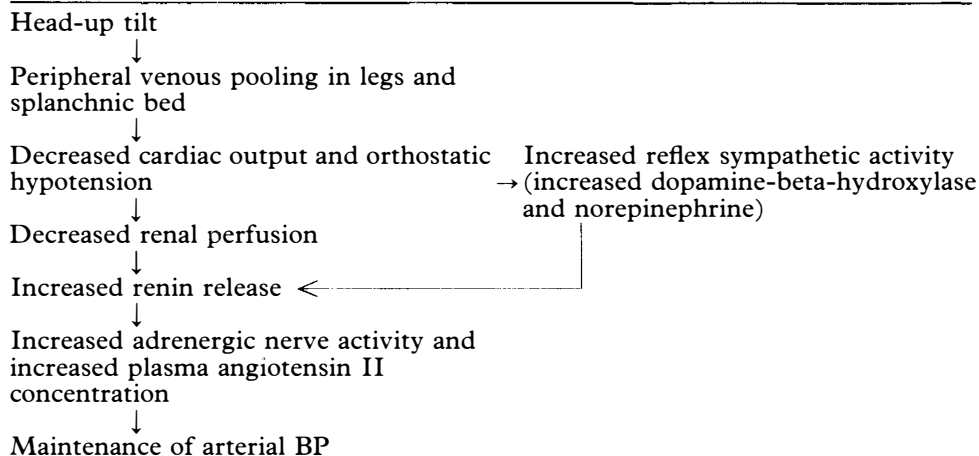 Head-up tilt
Peripheral venous pooling in legs and
splanchnic bed
Decreased cardiac output and orthostatic
hypotension
Increased reflex sympathetic activity
(increased dopamine-beta-hydroxylase
and norepinephrine)
Decreased renal perfusion
Increased renin release
Increased adrenergic nerve activity and
increased plasma angiotensin II
concentration
Maintenance of arterial BP